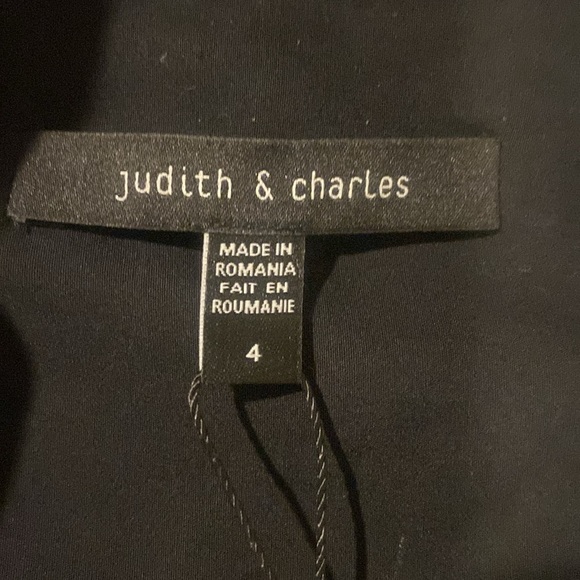 judith & charles
MADE IN
ROMANIA
FAIT EN
ROUMANIE
4